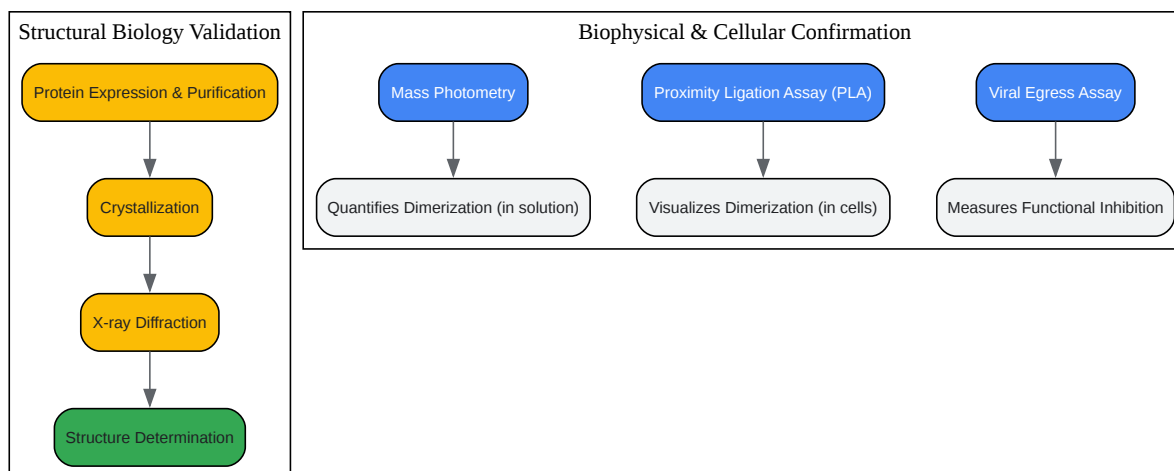 Structural Biology Validation
Protein Expression & Purification
Crystallization
X-ray Diffraction
Structure Determination
Biophysical & Cellular Confirmation
Mass Photometry
Quantifies Dimerization (in solution)
Proximity Ligation Assay (PLA)
Visualizes Dimerization (in cells)
Viral Egress Assay
Measures Functional Inhibition